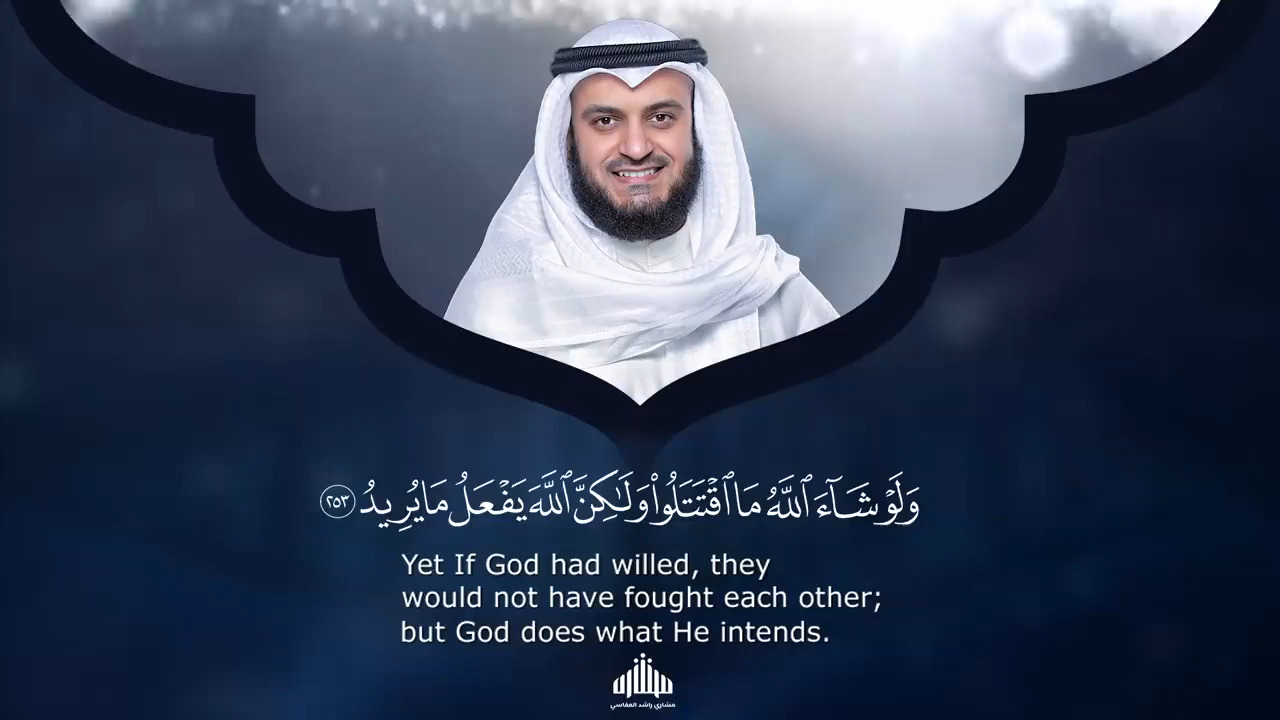 وَلَوْ شَآءَ ٱللَّهُ مَا ٱقْتَتَلُوا۟ وَلَٰكِنَّ ٱللَّهَ يَفْعَلُ مَا يُرِيدُ ٢٥٣
Yet If God had willed, they
would not have fought each other;
but God does what He intends.
مشاري راشد العفاسي